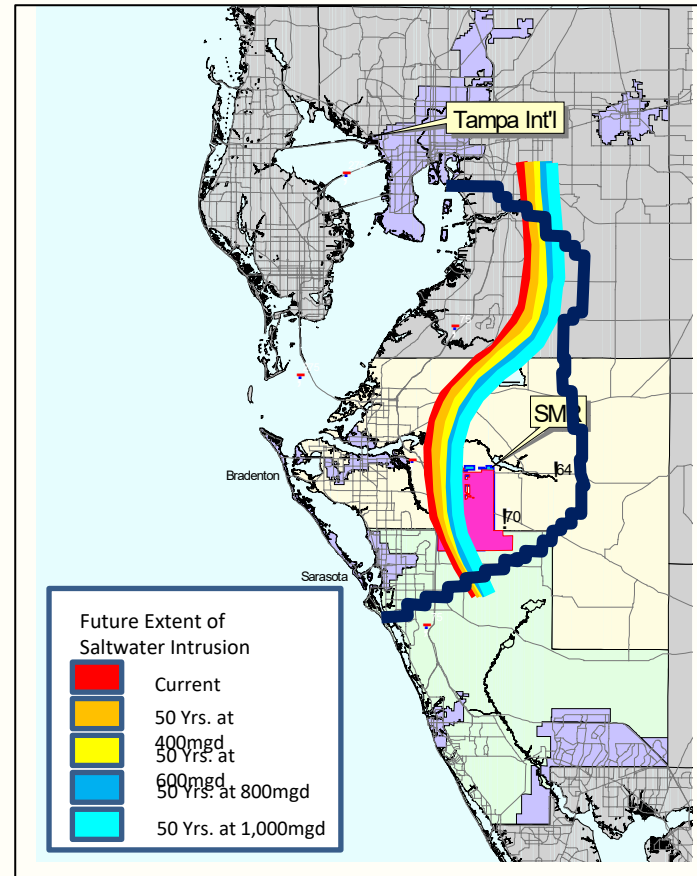 Tampa Int'l
SMR
64
70
Bradenton
Sarasota
Future Extent of
Saltwater Intrusion
Current
50 Yrs. at
400mgd
50 Yrs. at
600mgd
50 Yrs. at 800mgd
50 Yrs. at 1,000mgd